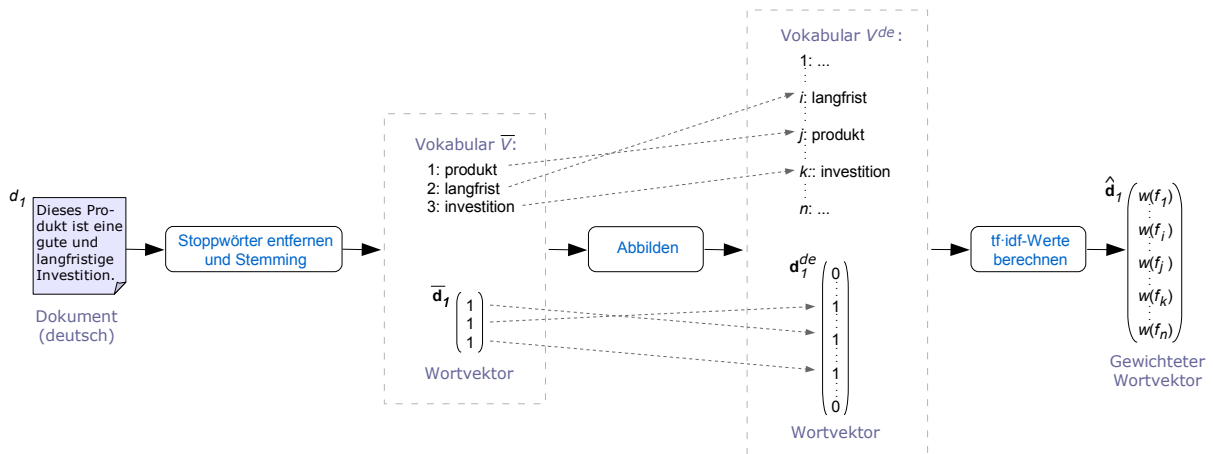 d1
Dieses Pro-
dukt ist eine
gute und
langfristige
Investition.
Dokument
(deutsch)
Stoppwörter entfernen
und Stemming
Vokabular V̅:
1: produkt
2: langfrist
3: investition
d̅1
1
1
1
Wortvektor
Abbilden
Vokabular Vde:
1: ...
i: langfrist
j: produkt
k:: investition
n: ...
d1de
0
1
1
1
0
Wortvektor
tf·idf-Werte
berechnen
d̂1
w(f1)
w(fi)
w(fj)
w(fk)
w(fn)
Gewichteter
Wortvektor